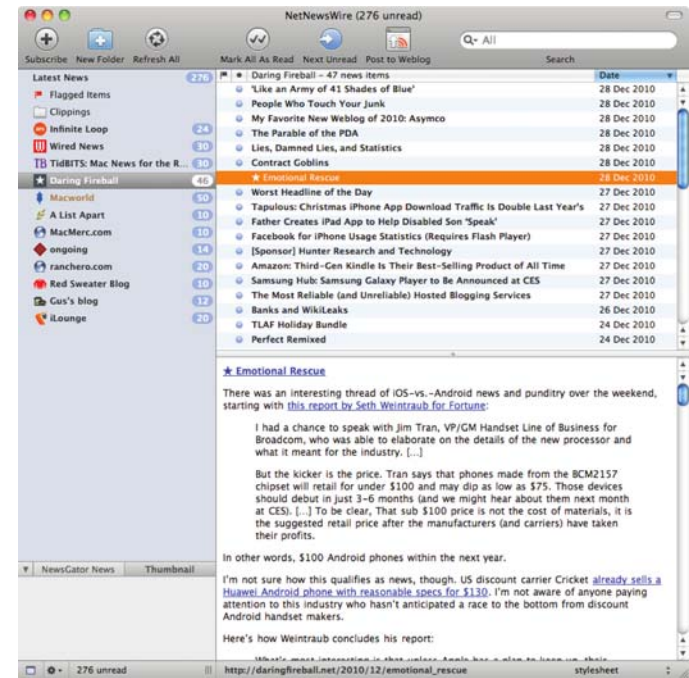 NetNewsWire (276 unread)
Q- All
Subscribe New Folder Refresh All Mark All As Read Next Unread Post to Weblog Search
Latest News 276
Flagged Items
Clippings
Infinite Loop 24
Wired News 30
TB TidBITS: Mac News for the R... 30
Daring Fireball 46
Macworld 50
A List Apart 10
MacMerc.com 10
ongoing 14
ranchero.com 20
Red Sweater Blog 10
Gus's blog 12
iLounge 20
NewsGator News Thumbnail
276 unread
Daring Fireball – 47 news items Date
‘Like an Army of 41 Shades of Blue’ 28 Dec 2010
People Who Touch Your Junk 28 Dec 2010
My Favorite New Weblog of 2010: Asymco 28 Dec 2010
The Parable of the PDA 28 Dec 2010
Lies, Damned Lies, and Statistics 28 Dec 2010
Contract Goblins 28 Dec 2010
★ Emotional Rescue 28 Dec 2010
Worst Headline of the Day 27 Dec 2010
Tapulous: Christmas iPhone App Download Traffic Is Double Last Year's 27 Dec 2010
Father Creates iPad App to Help Disabled Son ‘Speak’ 27 Dec 2010
Facebook for iPhone Usage Statistics (Requires Flash Player) 27 Dec 2010
[Sponsor] Hunter Research and Technology 27 Dec 2010
Amazon: Third-Gen Kindle Is Their Best-Selling Product of All Time 27 Dec 2010
Samsung Hub: Samsung Galaxy Player to Be Announced at CES 27 Dec 2010
The Most Reliable (and Unreliable) Hosted Blogging Services 27 Dec 2010
Banks and WikiLeaks 26 Dec 2010
TLAF Holiday Bundle 24 Dec 2010
Perfect Remixed 24 Dec 2010
★ Emotional Rescue
There was an interesting thread of iOS-vs.-Android news and punditry over the weekend,
starting with this report by Seth Weintraub for Fortune:
I had a chance to speak with Jim Tran, VP/GM Handset Line of Business for
Broadcom, who was able to elaborate on the details of the new processor and
what it meant for the industry. [...]
But the kicker is the price. Tran says that phones made from the BCM2157
chipset will retail for under $100 and may dip as low as $75. Those devices
should debut in just 3-6 months (and we might hear about them next month
at CES). [...] To be clear, That sub $100 price is not the cost of materials, it is
the suggested retail price after the manufacturers (and carriers) have taken
their profits.
In other words, $100 Android phones within the next year.
I'm not sure how this qualifies as news, though. US discount carrier Cricket already sells a
Huawei Android phone with reasonable specs for $130. I'm not aware of anyone paying
attention to this industry who hasn't anticipated a race to the bottom from discount
Android handset makers.
Here's how Weintraub concludes his report:
What's most interesting is that unless Apple has a plan to keep up, their
http://daringfireball.net/2010/12/emotional_rescue stylesheet